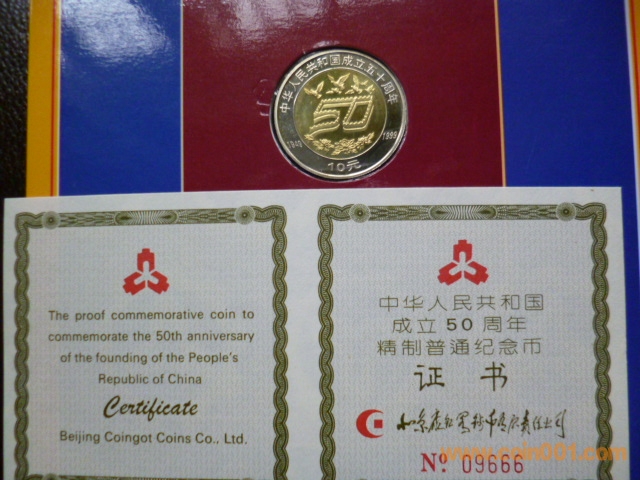 中华人民共和国成立五十周年
50
1949 1999
10元
The proof commemorative coin to
commemorate the 50th anniversary
of the founding of the People's
Republic of China
Certificate
Beijing Coingot Coins Co., Ltd.
中华人民共和国
成立50周年
精制普通纪念币
证书
No 09666
www.coin001.com